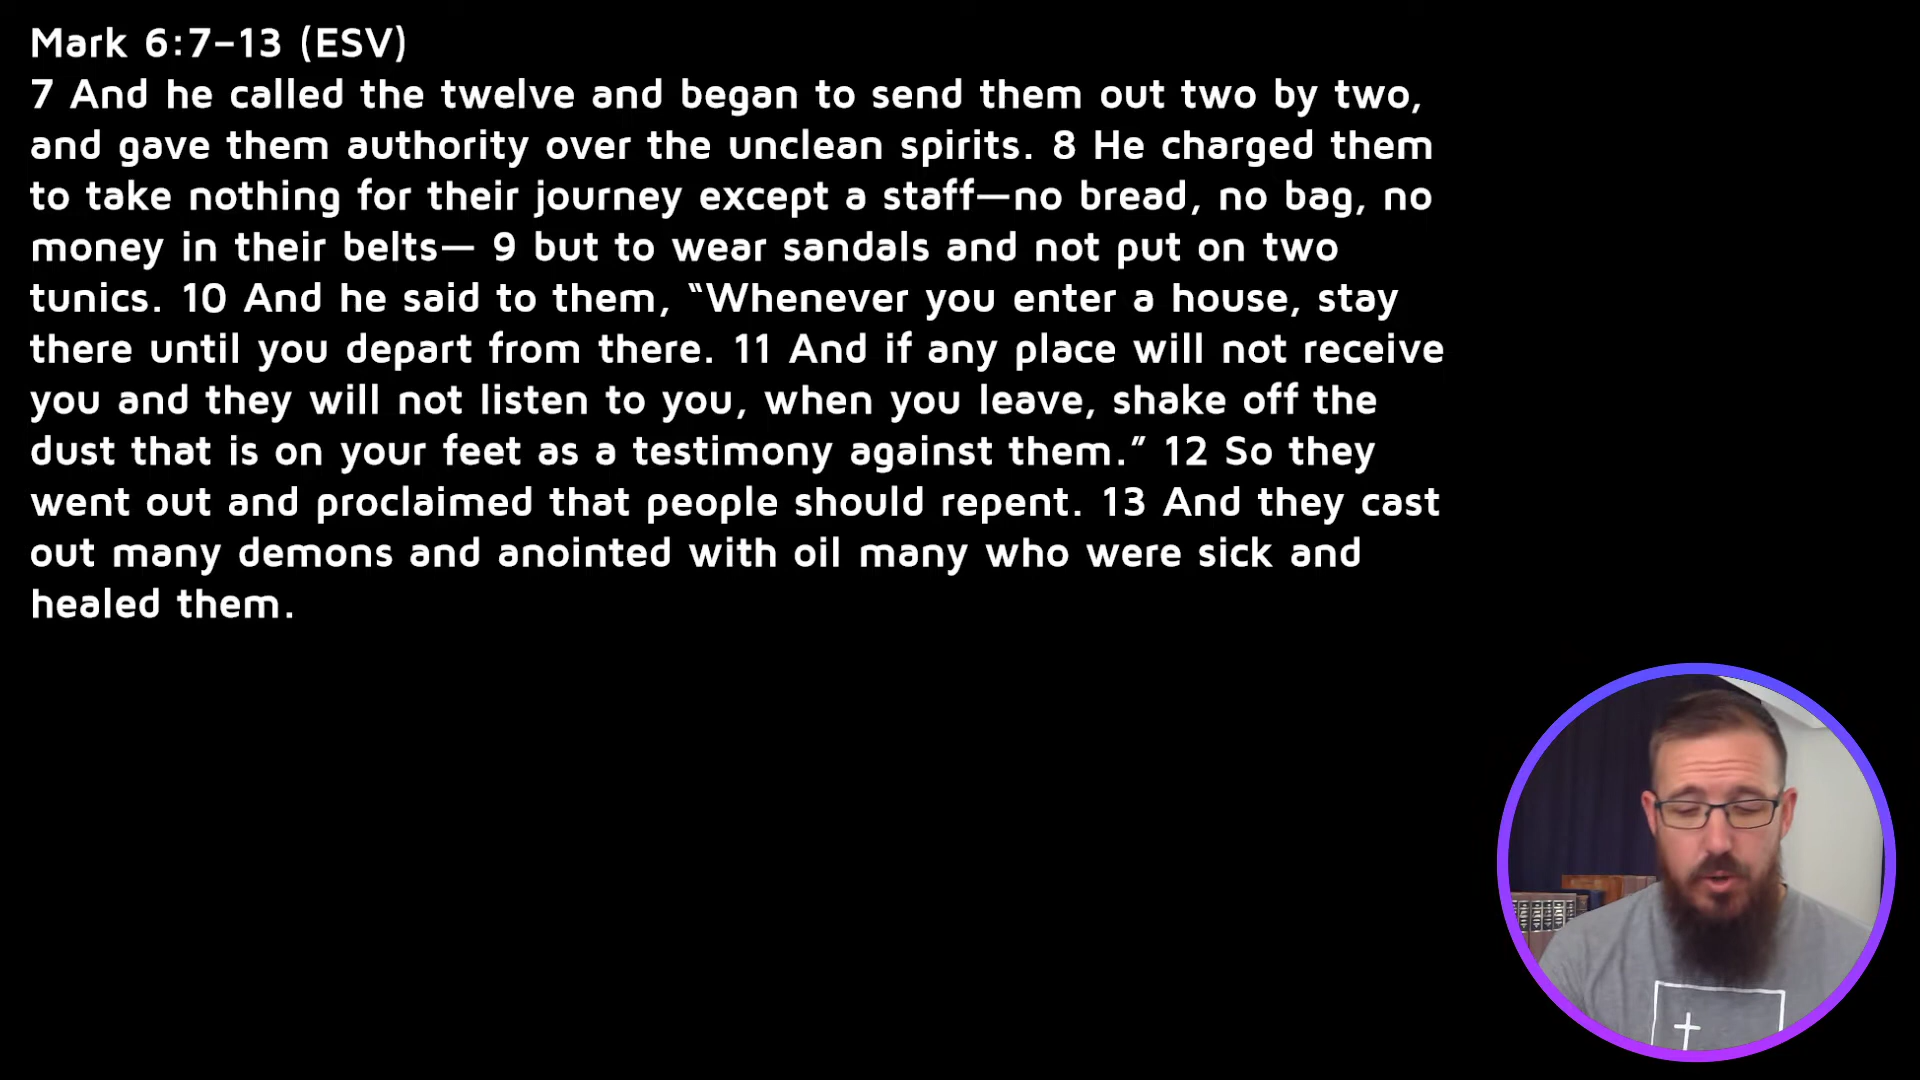 Mark 6:7–13 (ESV)
7 And he called the twelve and began to send them out two by two,
and gave them authority over the unclean spirits. 8 He charged them
to take nothing for their journey except a staff—no bread, no bag, no
money in their belts— 9 but to wear sandals and not put on two
tunics. 10 And he said to them, “Whenever you enter a house, stay
there until you depart from there. 11 And if any place will not receive
you and they will not listen to you, when you leave, shake off the
dust that is on your feet as a testimony against them.” 12 So they
went out and proclaimed that people should repent. 13 And they cast
out many demons and anointed with oil many who were sick and
healed them.